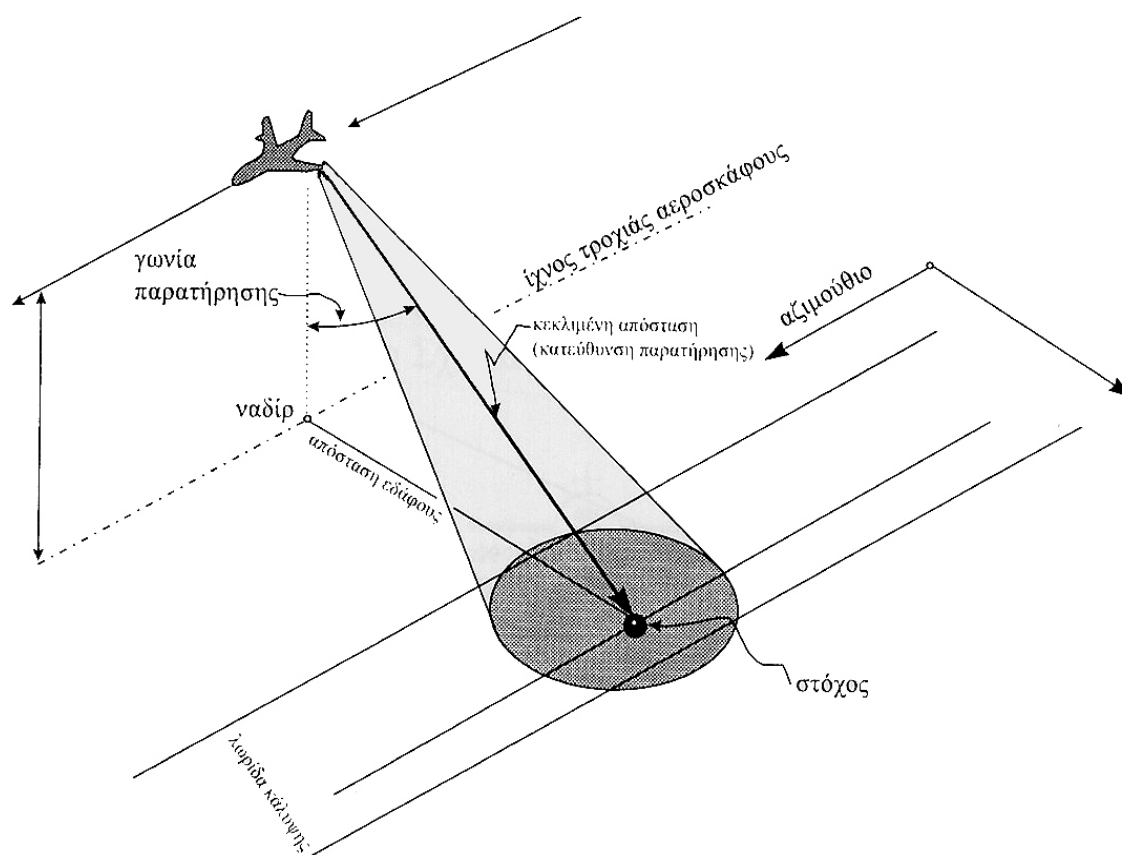 ίχνος τροχιάς αεροσκάφους
γωνία
παρατήρησης
αζιμούθιο
κεκλιμένη απόσταση
(κατεύθυνση παρατήρησης)
ναδίρ
απόσταση εδάφους
στόχος
λωρίδα κάλυψης